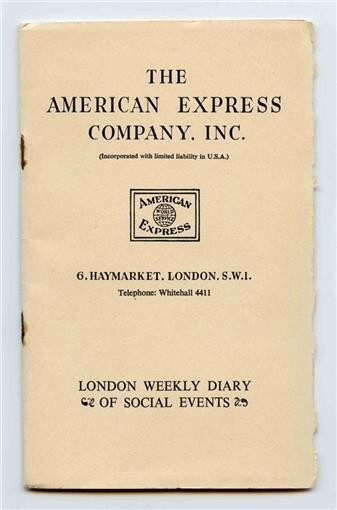 THE
AMERICAN EXPRESS
COMPANY, INC.
(Incorporated with limited liability in U.S.A.)
AMERICAN
WORLD
SERVICE
EXPRESS
6, HAYMARKET, LONDON, S.W.1.
Telephone: Whitehall 4411
LONDON WEEKLY DIARY
OF SOCIAL EVENTS